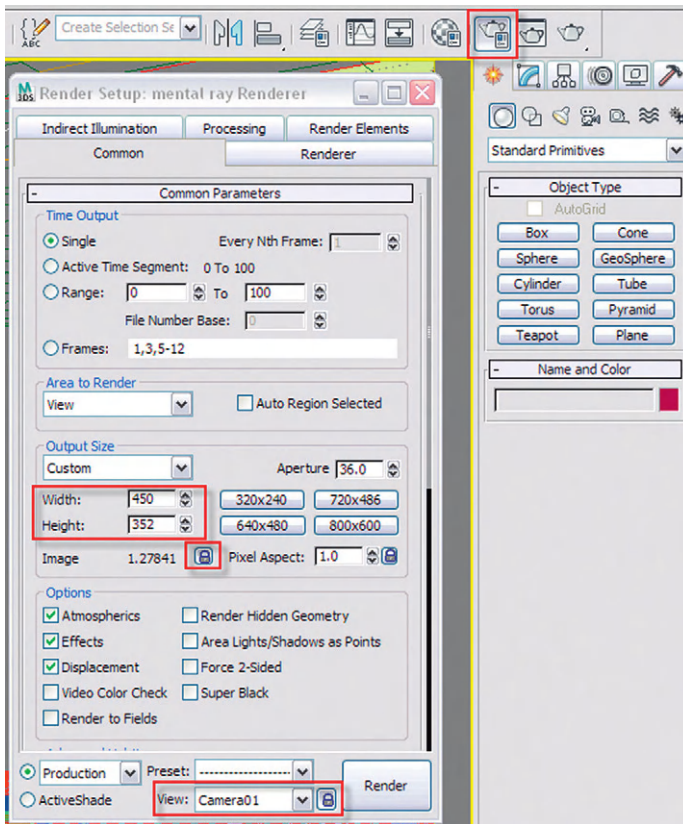 ABC
Create Selection Se
M
3DS
Render Setup: mental ray Renderer
Indirect Illumination
Processing
Render Elements
Common
Renderer
- Common Parameters
Time Output
Single
Every Nth Frame: 1
Active Time Segment: 0 To 100
Range: 0 To 100
File Number Base: 0
Frames: 1,3,5-12
Area to Render
View
Auto Region Selected
Output Size
Custom
Aperture 36.0
Width: 450
320x240
720x486
Height: 352
640x480
800x600
Image 1.27841
Pixel Aspect: 1.0
Options
Atmospherics
Render Hidden Geometry
Effects
Area Lights/Shadows as Points
Displacement
Force 2-Sided
Video Color Check
Super Black
Render to Fields
Production
Preset: --------------------
Render
ActiveShade
View: Camera01
Standard Primitives
- Object Type
AutoGrid
Box
Cone
Sphere
GeoSphere
Cylinder
Tube
Torus
Pyramid
Teapot
Plane
- Name and Color